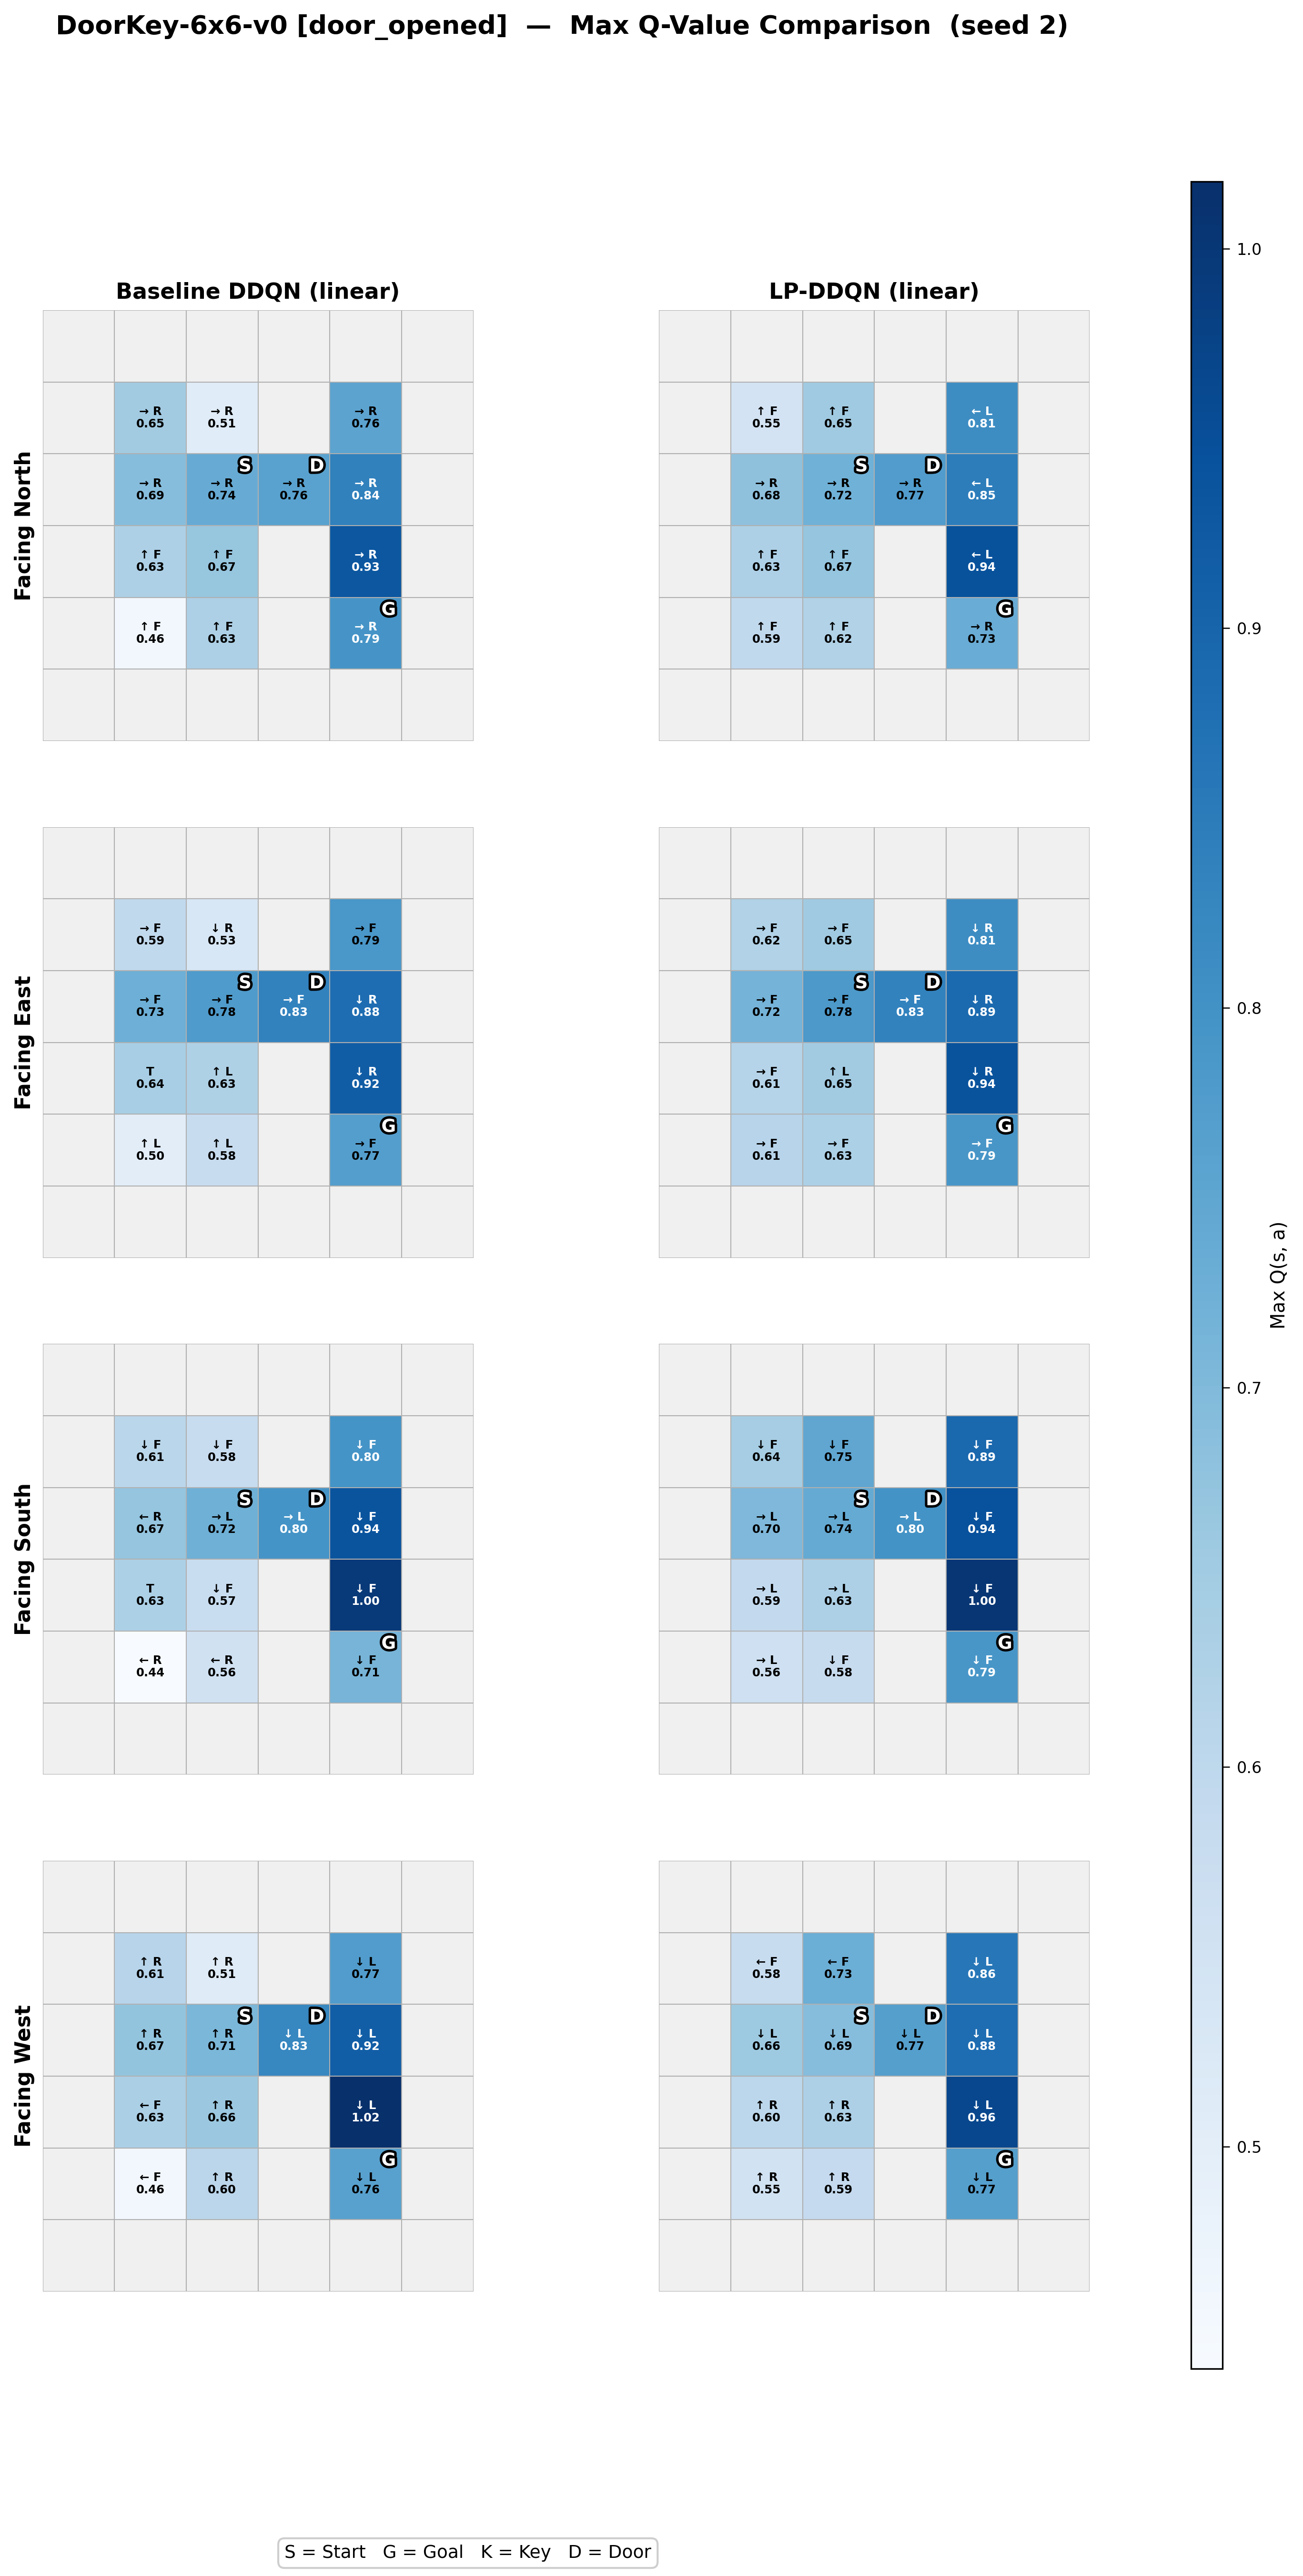 DoorKey-6x6-v0 [door_opened] — Max Q-Value Comparison (seed 2)
Baseline DDQN (linear)
LP-DDQN (linear)
Facing North
→ R → R → R
0.65 0.51 0.76
S D
→ R → R → R → R
0.69 0.74 0.76 0.84
↑ F ↑ F → R
0.63 0.67 0.93
G
↑ F ↑ F → R
0.46 0.63 0.79
↑ F ↑ F ← L
0.55 0.65 0.81
S D
→ R → R → R ← L
0.68 0.72 0.77 0.85
↑ F ↑ F ← L
0.63 0.67 0.94
G
↑ F ↑ F → R
0.59 0.62 0.73
Facing East
→ F ↓ R → F
0.59 0.53 0.79
S D
→ F → F → F ↓ R
0.73 0.78 0.83 0.88
T ↑ L ↓ R
0.64 0.63 0.92
G
↑ L ↑ L → F
0.50 0.58 0.77
→ F → F ↓ R
0.62 0.65 0.81
S D
→ F → F → F ↓ R
0.72 0.78 0.83 0.89
→ F ↑ L ↓ R
0.61 0.65 0.94
G
→ F → F → F
0.61 0.63 0.79
Facing South
↓ F ↓ F ↓ F
0.61 0.58 0.80
S D
← R → L → L ↓ F
0.67 0.72 0.80 0.94
T ↓ F ↓ F
0.63 0.57 1.00
G
← R ← R ↓ F
0.44 0.56 0.71
↓ F ↓ F ↓ F
0.64 0.75 0.89
S D
→ L → L → L ↓ F
0.70 0.74 0.80 0.94
→ L → L ↓ F
0.59 0.63 1.00
G
→ L ↓ F ↓ F
0.56 0.58 0.79
Facing West
↑ R ↑ R ↓ L
0.61 0.51 0.77
S D
↑ R ↑ R ↓ L ↓ L
0.67 0.71 0.83 0.92
← F ↑ R ↓ L
0.63 0.66 1.02
G
← F ↑ R ↓ L
0.46 0.60 0.76
← F ← F ↓ L
0.58 0.73 0.86
S D
↓ L ↓ L ↓ L ↓ L
0.66 0.69 0.77 0.88
↑ R ↑ R ↓ L
0.60 0.63 0.96
G
↑ R ↑ R ↓ L
0.55 0.59 0.77
1.0
0.9
0.8
0.7
0.6
0.5
Max Q(s, a)
S = Start G = Goal K = Key D = Door